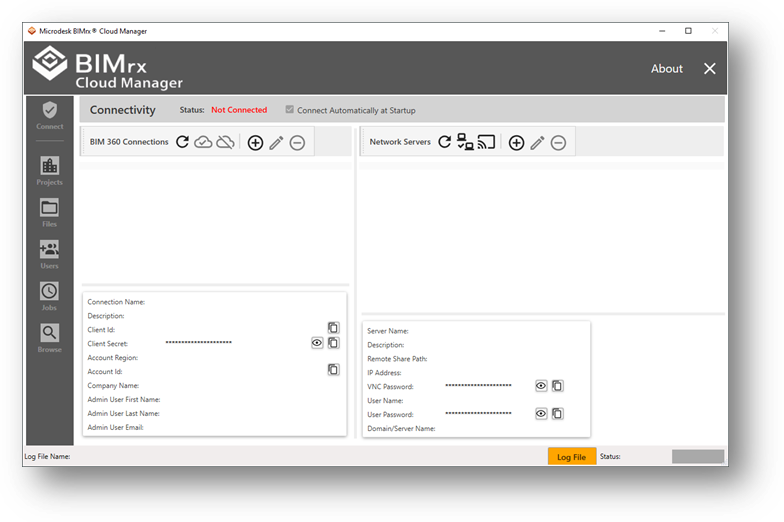 Microdesk BIMrx® Cloud Manager
BIMrx
Cloud Manager
About
Connect
Projects
Files
Users
Jobs
Browse
Connectivity
Status: Not Connected
Connect Automatically at Startup
BIM 360 Connections
Connection Name:
Description:
Client Id:
Client Secret: *********************
Account Region:
Account Id:
Company Name:
Admin User First Name:
Admin User Last Name:
Admin User Email:
Network Servers
Server Name:
Description:
Remote Share Path:
IP Address:
VNC Password: *********************
User Name:
User Password: *********************
Domain/Server Name:
Log File Name:
Log File
Status: